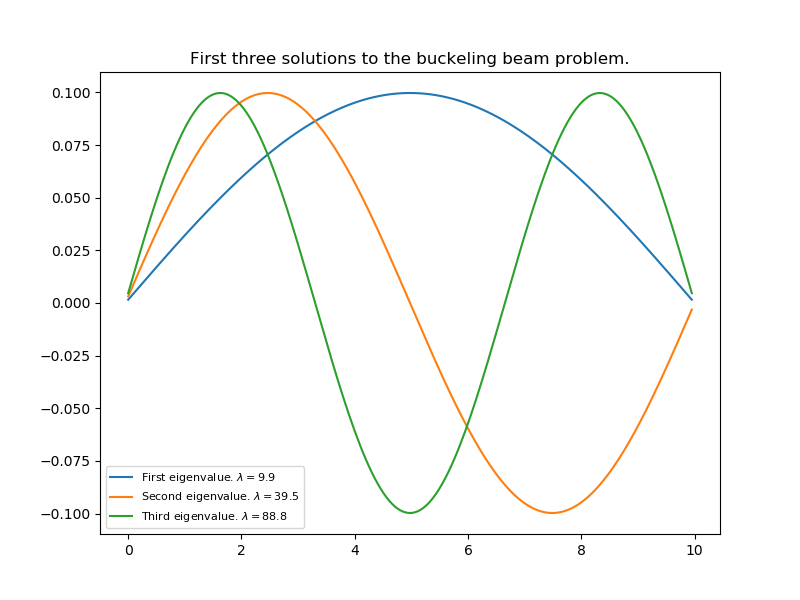 First three solutions to the buckeling beam problem.
0.100
0.075
0.050
0.025
0.000
−0.025
−0.050
−0.075
−0.100
First eigenvalue. λ = 9.9
Second eigenvalue. λ = 39.5
Third eigenvalue. λ = 88.8
0 2 4 6 8 10